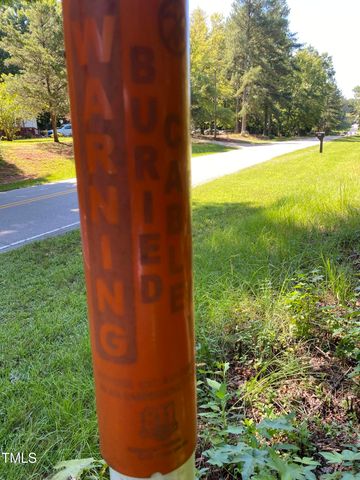 WARNING
BURIED
CABLE
TMLS